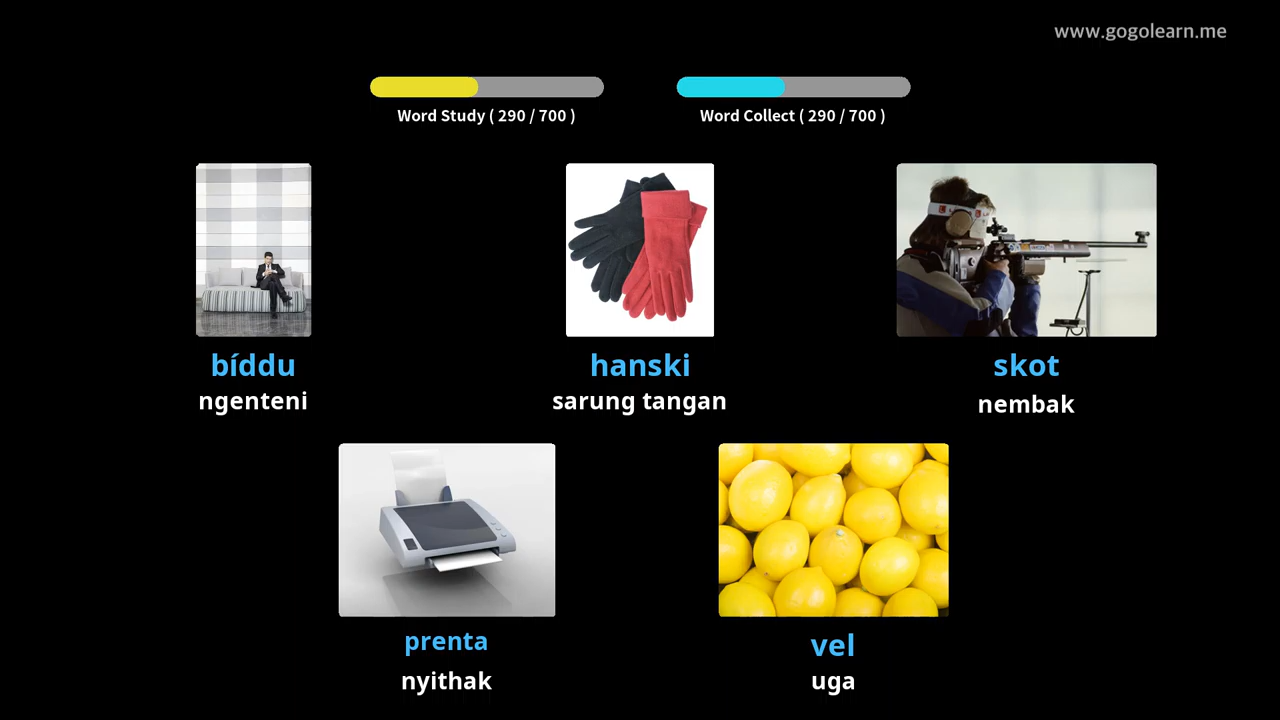 www.gogolearn.me
Word Study ( 290 / 700 )
Word Collect ( 290 / 700 )
bíddu
ngenteni
hanski
sarung tangan
skot
nembak
prenta
nyithak
vel
uga